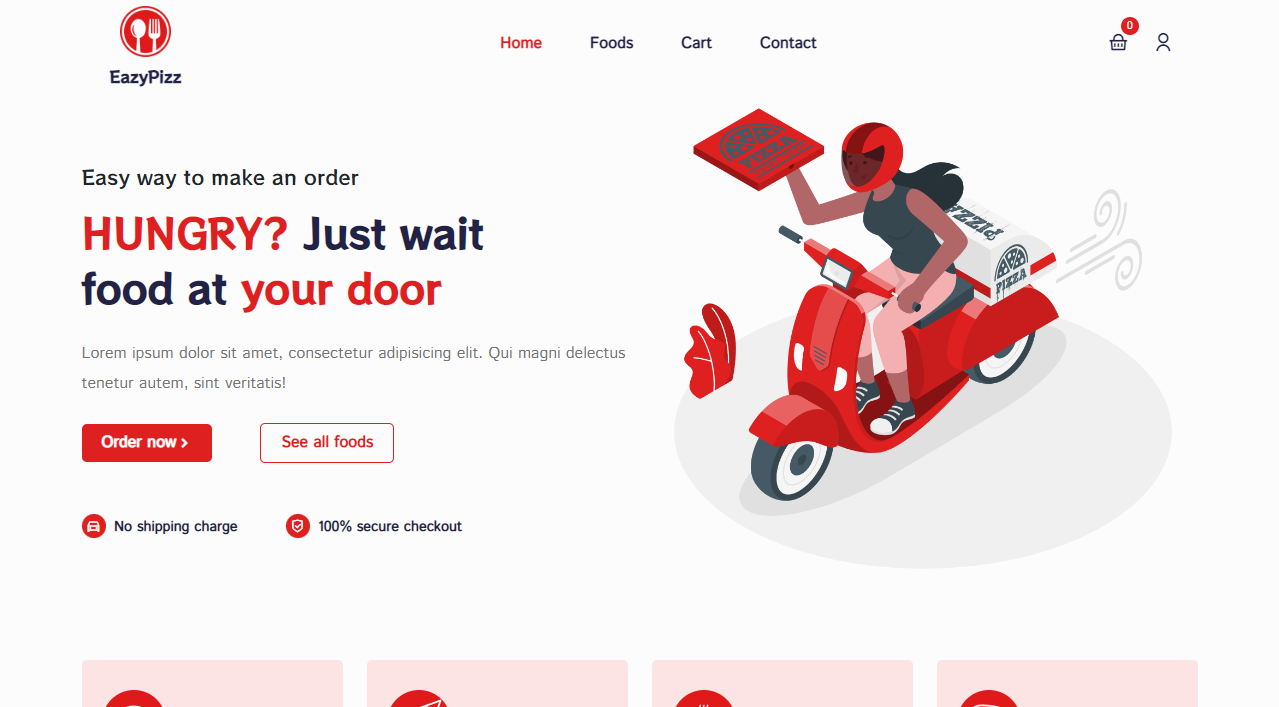 EazyPizz
Home Foods Cart Contact
0
Easy way to make an order
HUNGRY? Just wait
food at your door
Lorem ipsum dolor sit amet, consectetur adipisicing elit. Qui magni delectus
tenetur autem, sint veritatis!
Order now
See all foods
No shipping charge
100% secure checkout
PIZZA
PIZZA
PIZZA